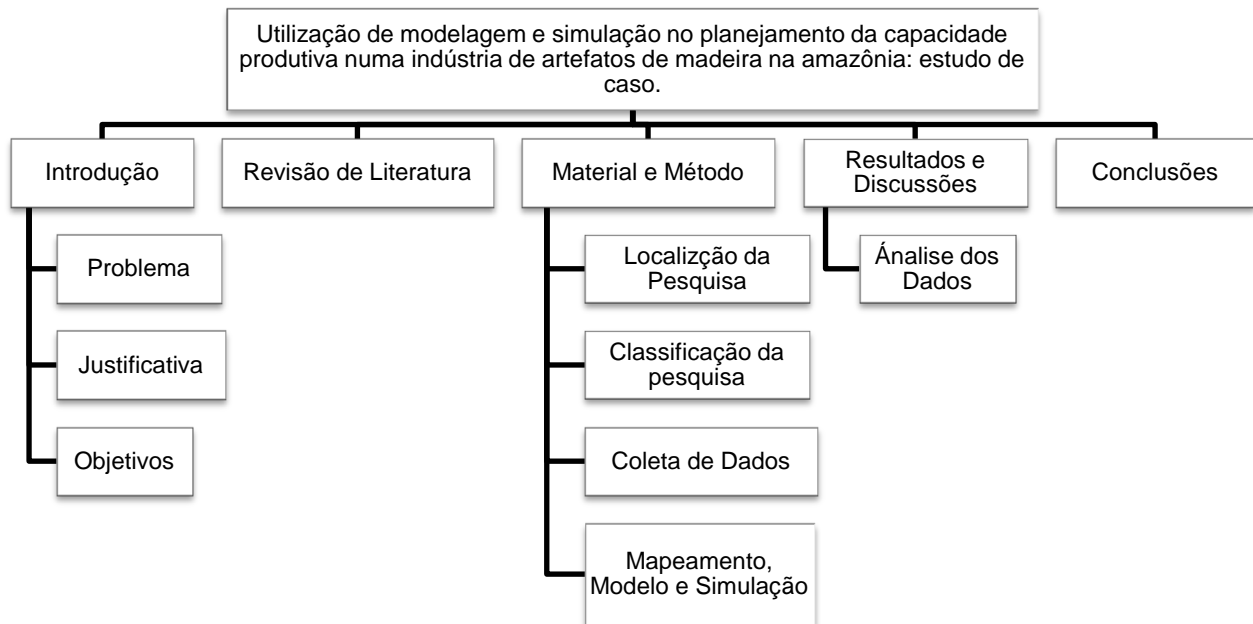 Utilização de modelagem e simulação no planejamento da capacidade
produtiva numa indústria de artefatos de madeira na amazônia: estudo de
caso.
Introdução
Problema
Justificativa
Objetivos
Revisão de Literatura
Material e Método
Localizção da
Pesquisa
Classificação da
pesquisa
Coleta de Dados
Mapeamento,
Modelo e Simulação
Resultados e
Discussões
Ánalise dos
Dados
Conclusões